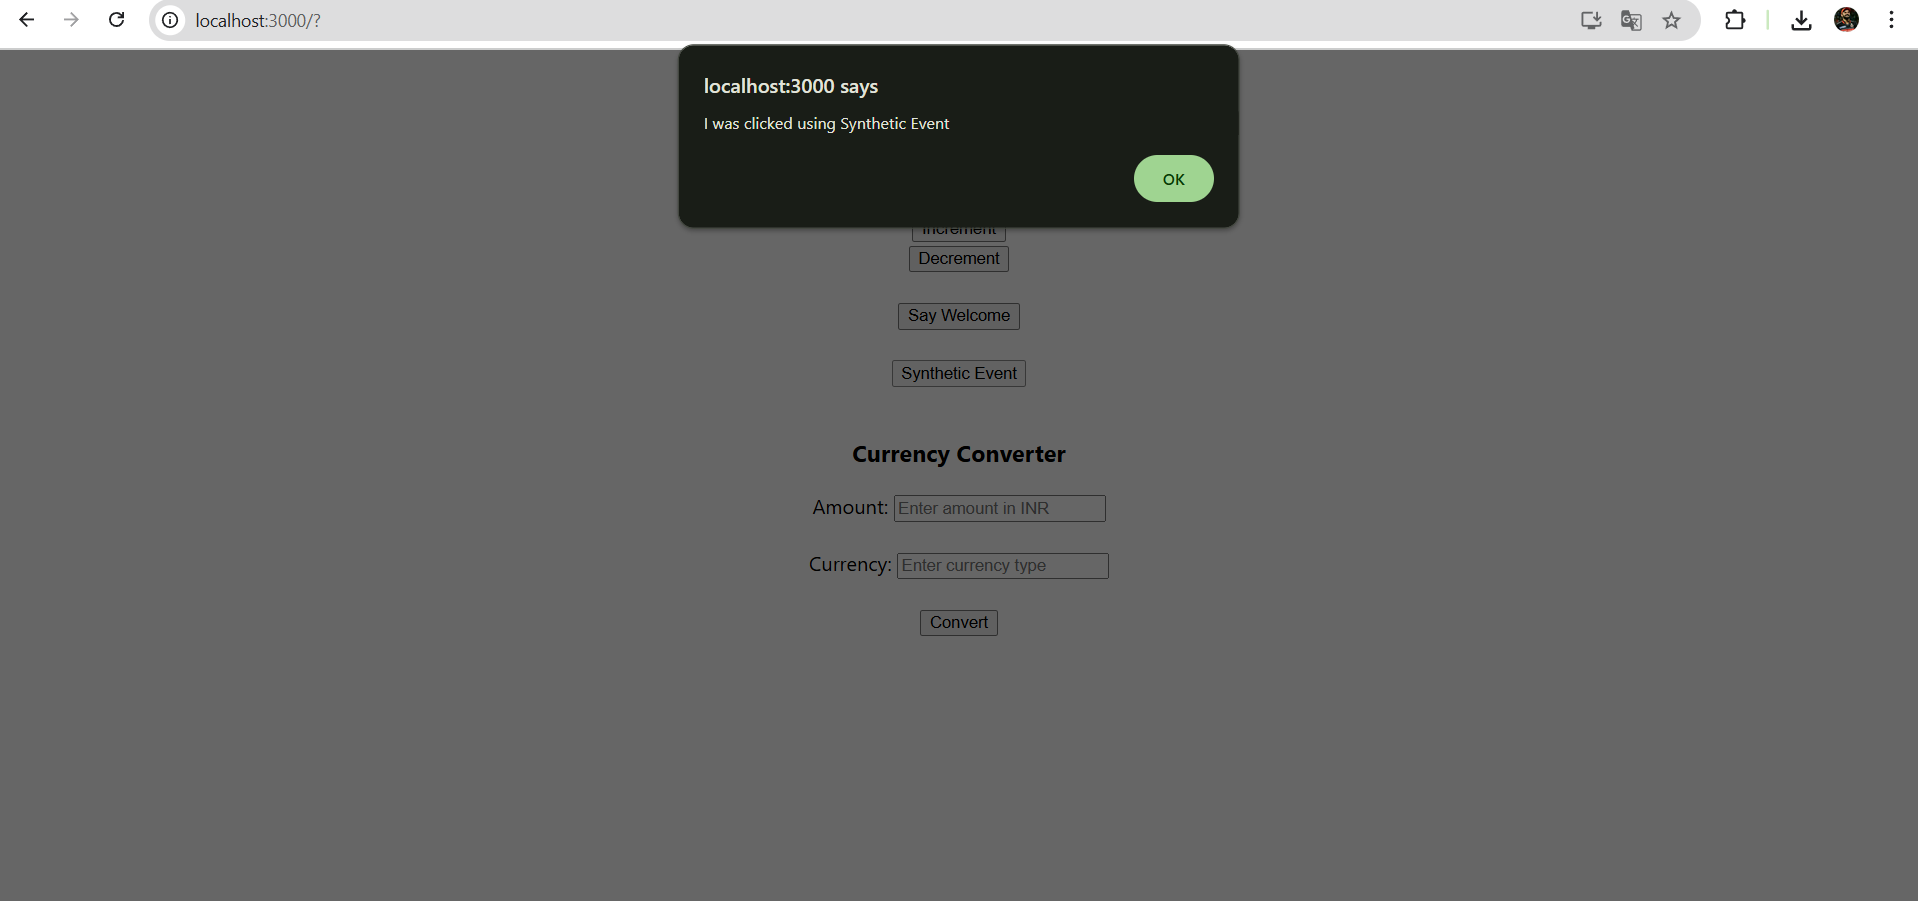 localhost:3000/?
localhost:3000 says
I was clicked using Synthetic Event
OK
Increment
Decrement
Say Welcome
Synthetic Event
Currency Converter
Amount: Enter amount in INR
Currency: Enter currency type
Convert